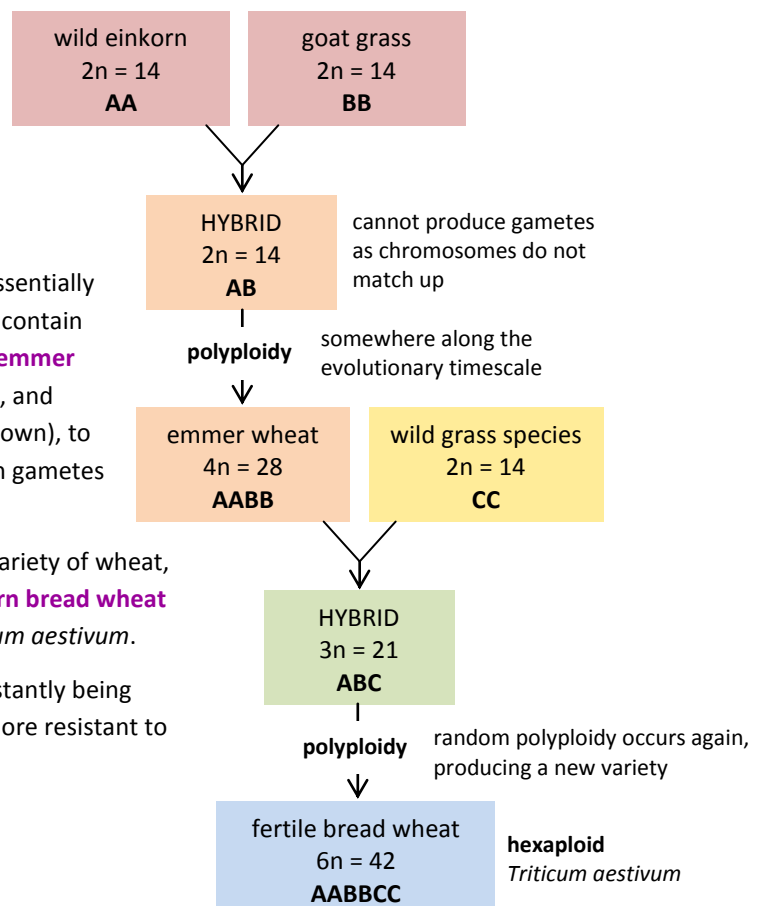 wild einkorn
2n = 14
AA
goat grass
2n = 14
BB
HYBRID
2n = 14
AB
cannot produce gametes
as chromosomes do not
match up
ssentially
contain
emmer
, and
own), to
n gametes
polyploidy
somewhere along the
evolutionary timescale
emmer wheat
4n = 28
AABB
wild grass species
2n = 14
CC
ariety of wheat,
rn bread wheat
um aestivum.
stantly being
ore resistant to
HYBRID
3n = 21
ABC
polyploidy
random polyploidy occurs again,
producing a new variety
fertile bread wheat
6n = 42
AABBCC
hexaploid
Triticum aestivum